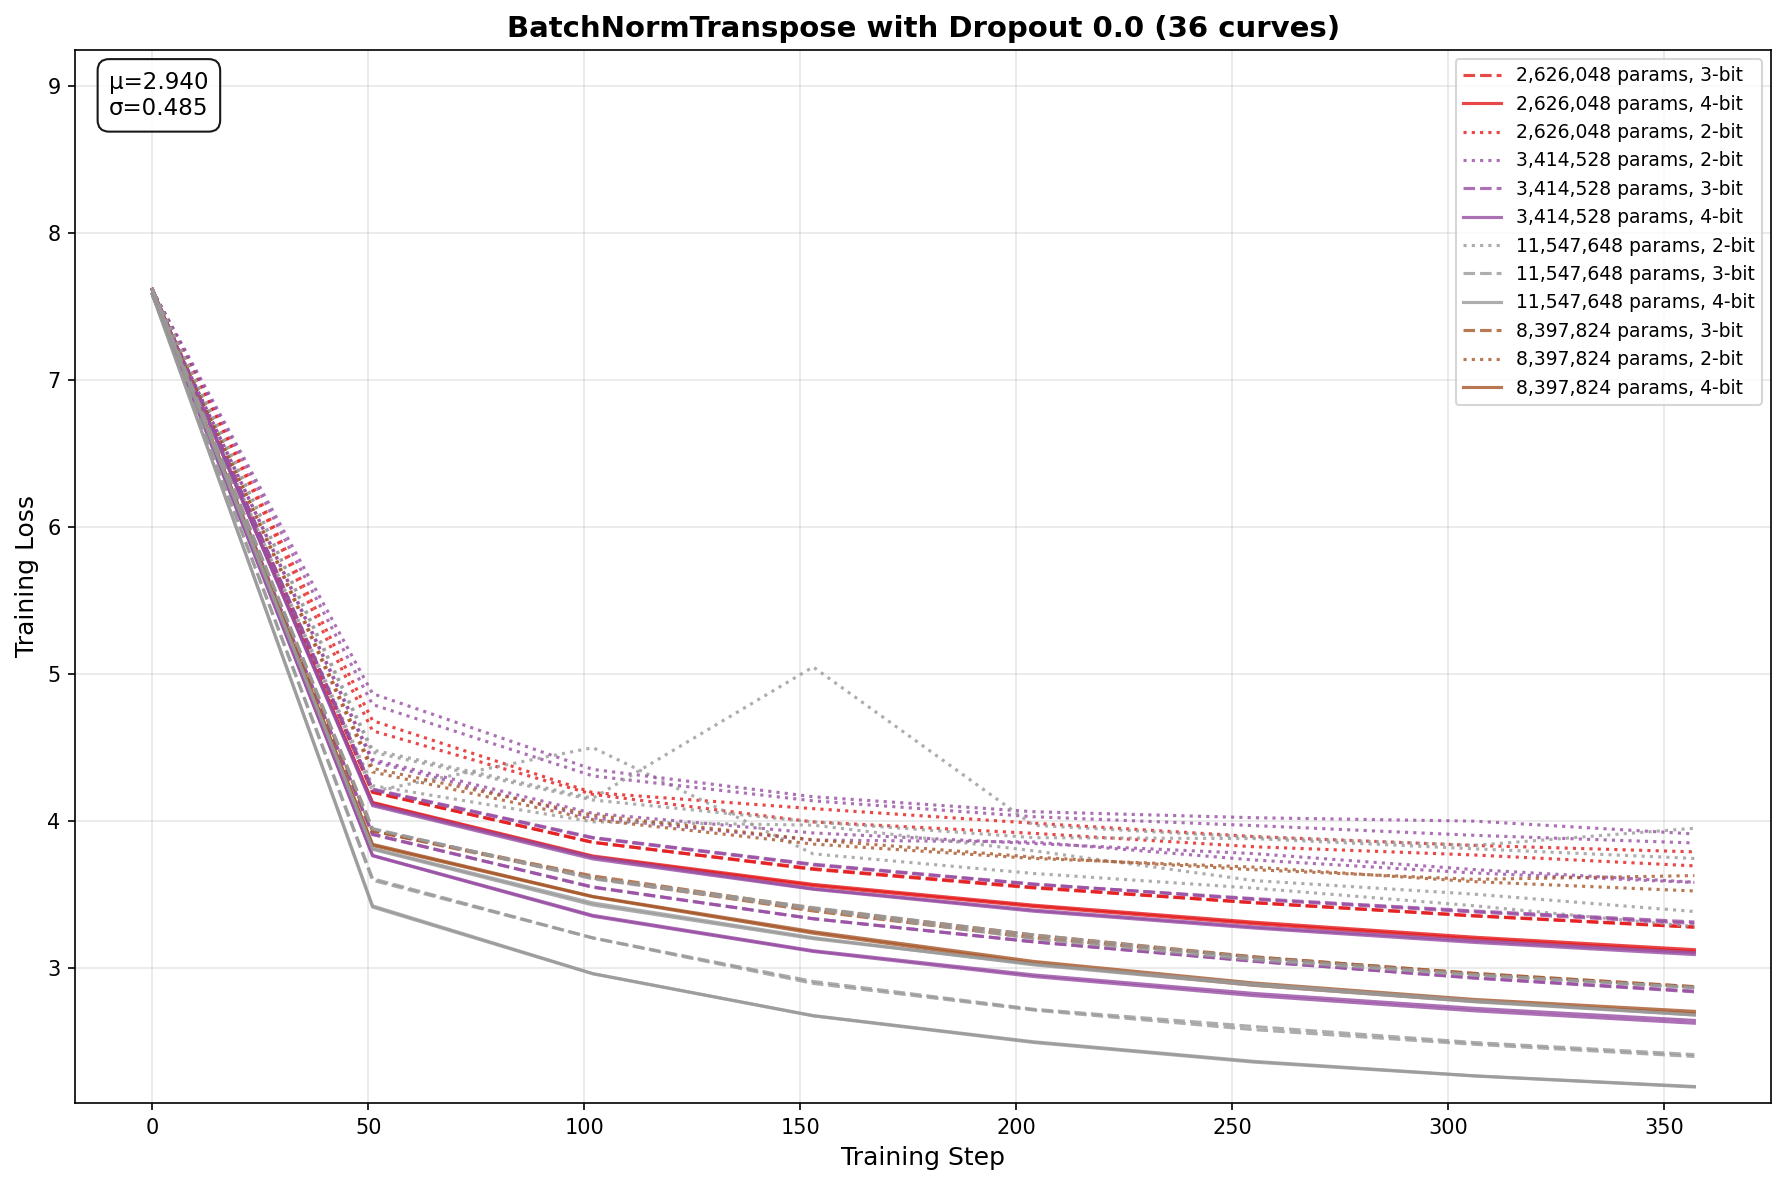 BatchNormTranspose with Dropout 0.0 (36 curves)
μ=2.940
σ=0.485
2,626,048 params, 3-bit
2,626,048 params, 4-bit
2,626,048 params, 2-bit
3,414,528 params, 2-bit
3,414,528 params, 3-bit
3,414,528 params, 4-bit
11,547,648 params, 2-bit
11,547,648 params, 3-bit
11,547,648 params, 4-bit
8,397,824 params, 3-bit
8,397,824 params, 2-bit
8,397,824 params, 4-bit
Training Loss
9
8
7
6
5
4
3
0 50 100 150 200 250 300 350
Training Step